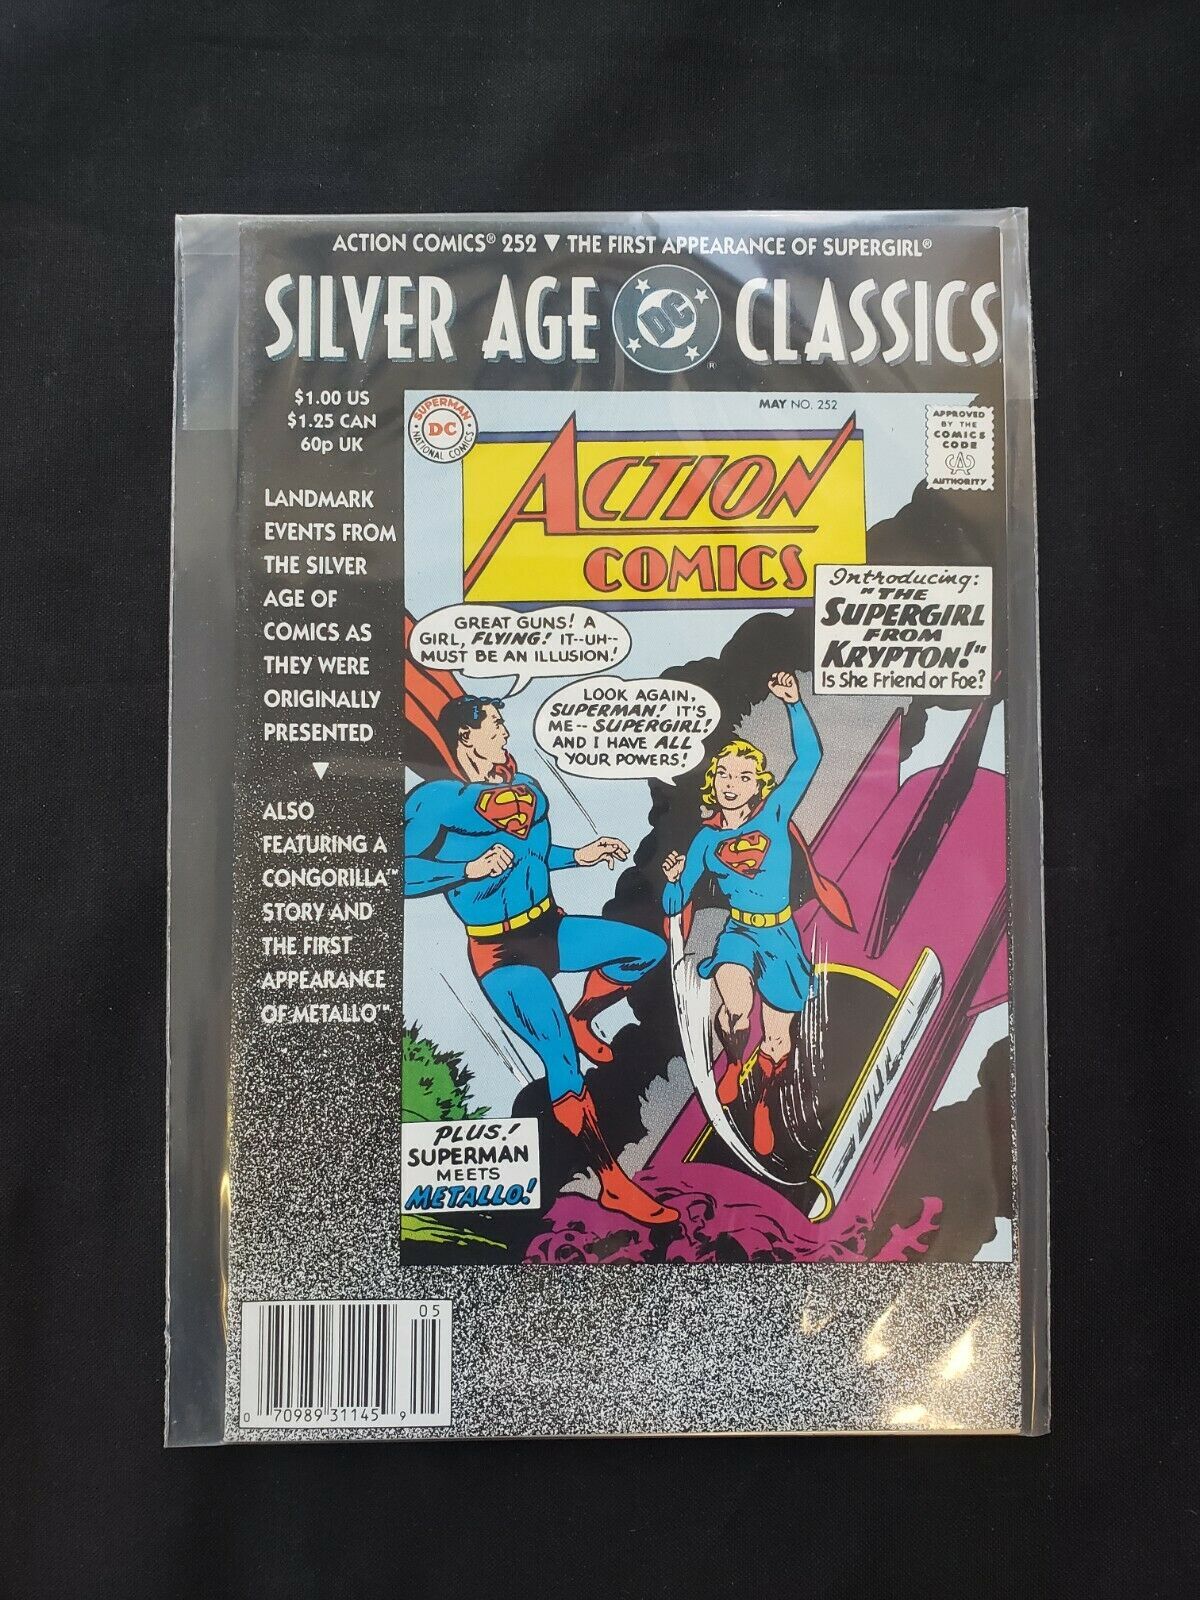 ACTION COMICS® 252 ▼ THE FIRST APPEARANCE OF SUPERGIRL®
SILVER AGE DC CLASSICS
®
$1.00 US
$1.25 CAN
60p UK
LANDMARK
EVENTS FROM
THE SILVER
AGE OF
COMICS AS
THEY WERE
ORIGINALLY
PRESENTED
▼
ALSO
FEATURING A
CONGORILLA™
STORY AND
THE FIRST
APPEARANCE
OF METALLO™
SUPERMAN
DC
NATIONAL COMICS
MAY NO. 252
APPROVED
BY THE
COMICS
CODE
CA
AUTHORITY
ACTION
COMICS
Introducing:
"THE
SUPERGIRL
FROM
KRYPTON!"
Is She Friend or Foe?
GREAT GUNS! A
GIRL, FLYING! IT--UH--
MUST BE AN ILLUSION!
LOOK AGAIN,
SUPERMAN! IT'S
ME-- SUPERGIRL!
AND I HAVE ALL
YOUR POWERS!
PLUS!
SUPERMAN
MEETS
METALLO!
05
0 70989 31145 9